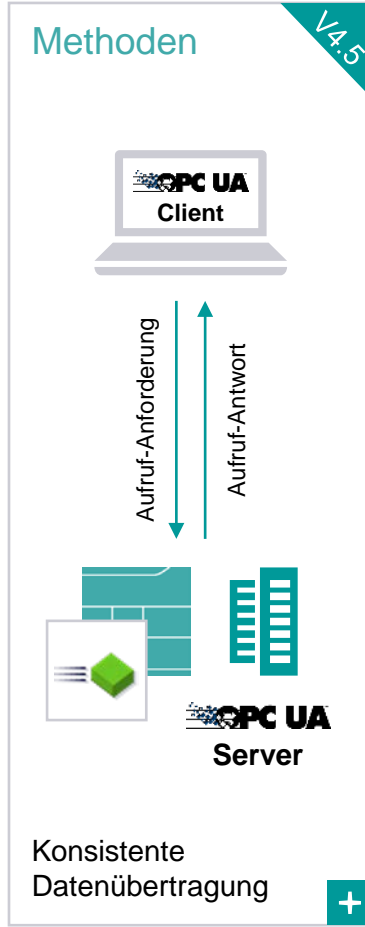 Methoden
V4.5
OPC UA
Client
Aufruf-Anforderung
Aufruf-Antwort
OPC UA
Server
Konsistente
Datenübertragung
+